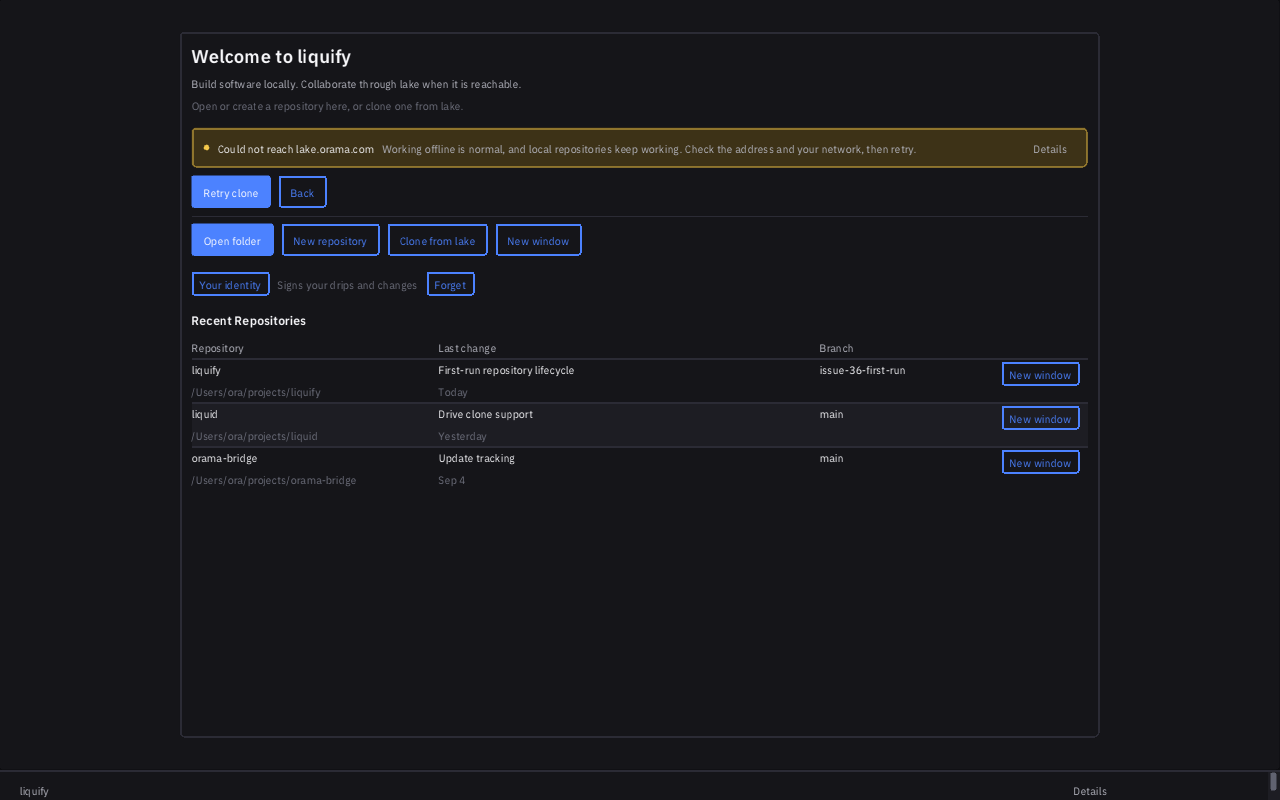 Welcome to liquify
Build software locally. Collaborate through lake when it is reachable.
Open or create a repository here, or clone one from lake.
Could not reach lake.orama.com Working offline is normal, and local repositories keep working. Check the address and your network, then retry. Details
Retry clone Back
Open folder New repository Clone from lake New window
Your identity Signs your drips and changes Forget
Recent Repositories
Repository Last change Branch
liquify First-run repository lifecycle issue-36-first-run New window
/Users/ora/projects/liquify Today
liquid Drive clone support main New window
/Users/ora/projects/liquid Yesterday
orama-bridge Update tracking main New window
/Users/ora/projects/orama-bridge Sep 4
liquify Details